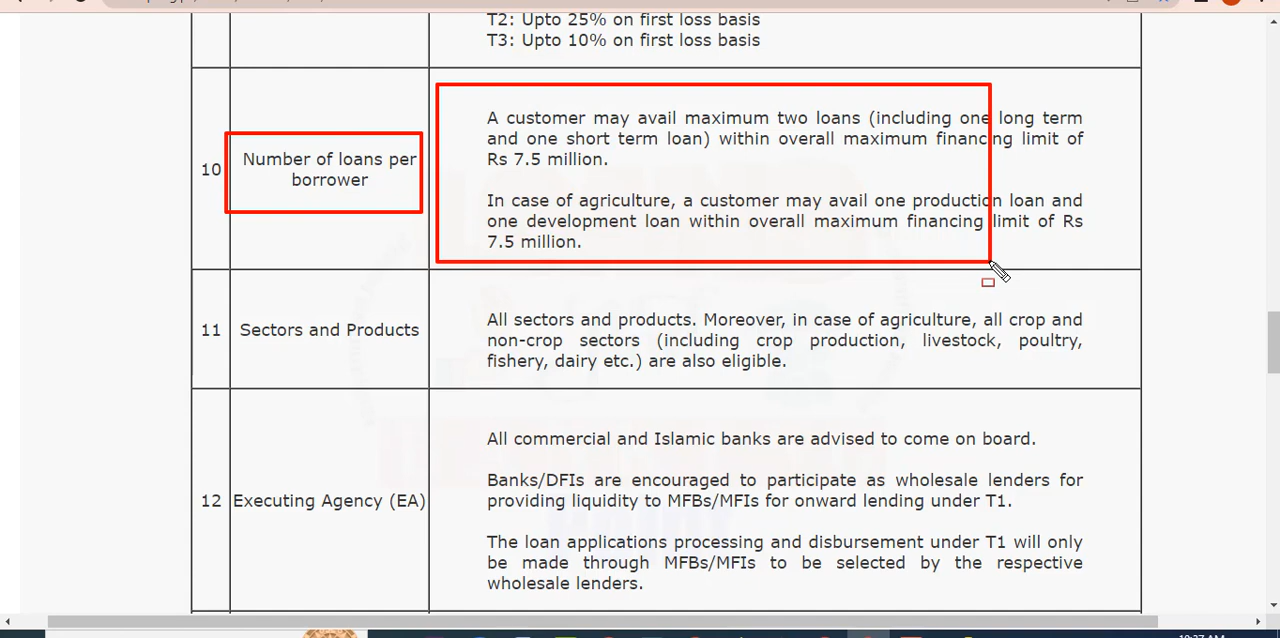 T2: Upto 25% on first loss basis
T3: Upto 10% on first loss basis
10
Number of loans per
borrower
A customer may avail maximum two loans (including one long term
and one short term loan) within overall maximum financing limit of
Rs 7.5 million.
In case of agriculture, a customer may avail one production loan and
one development loan within overall maximum financing limit of Rs
7.5 million.
11
Sectors and Products
All sectors and products. Moreover, in case of agriculture, all crop and
non-crop sectors (including crop production, livestock, poultry,
fishery, dairy etc.) are also eligible.
12
Executing Agency (EA)
All commercial and Islamic banks are advised to come on board.
Banks/DFIs are encouraged to participate as wholesale lenders for
providing liquidity to MFBs/MFIs for onward lending under T1.
The loan applications processing and disbursement under T1 will only
be made through MFBs/MFIs to be selected by the respective
wholesale lenders.